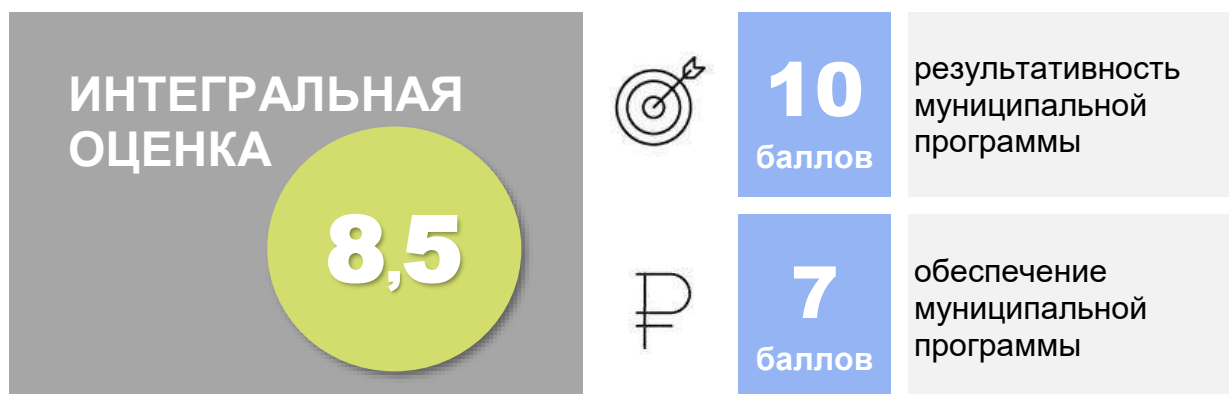 ИНТЕГРАЛЬНАЯ
ОЦЕНКА
8,5
10
баллов
результативность
муниципальной
программы
7
баллов
обеспечение
муниципальной
программы